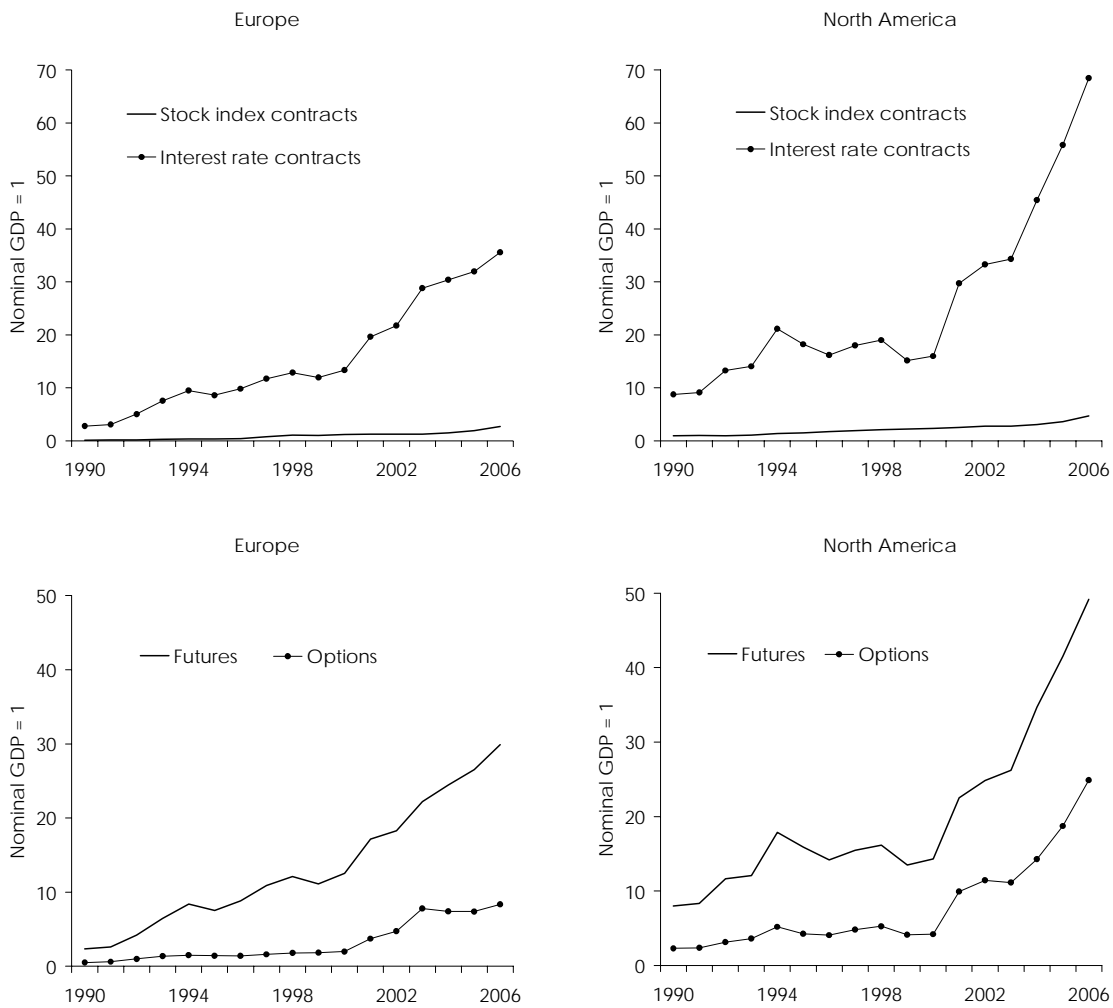 Europe
North America
Nominal GDP = 1
70
60
50
40
30
20
10
0
Stock index contracts
Interest rate contracts
1990 1994 1998 2002 2006
Nominal GDP = 1
70
60
50
40
30
20
10
0
Stock index contracts
Interest rate contracts
1990 1994 1998 2002 2006
Europe
North America
Nominal GDP = 1
50
40
30
20
10
0
Futures Options
1990 1994 1998 2002 2006
Nominal GDP = 1
50
40
30
20
10
0
Futures Options
1990 1994 1998 2002 2006